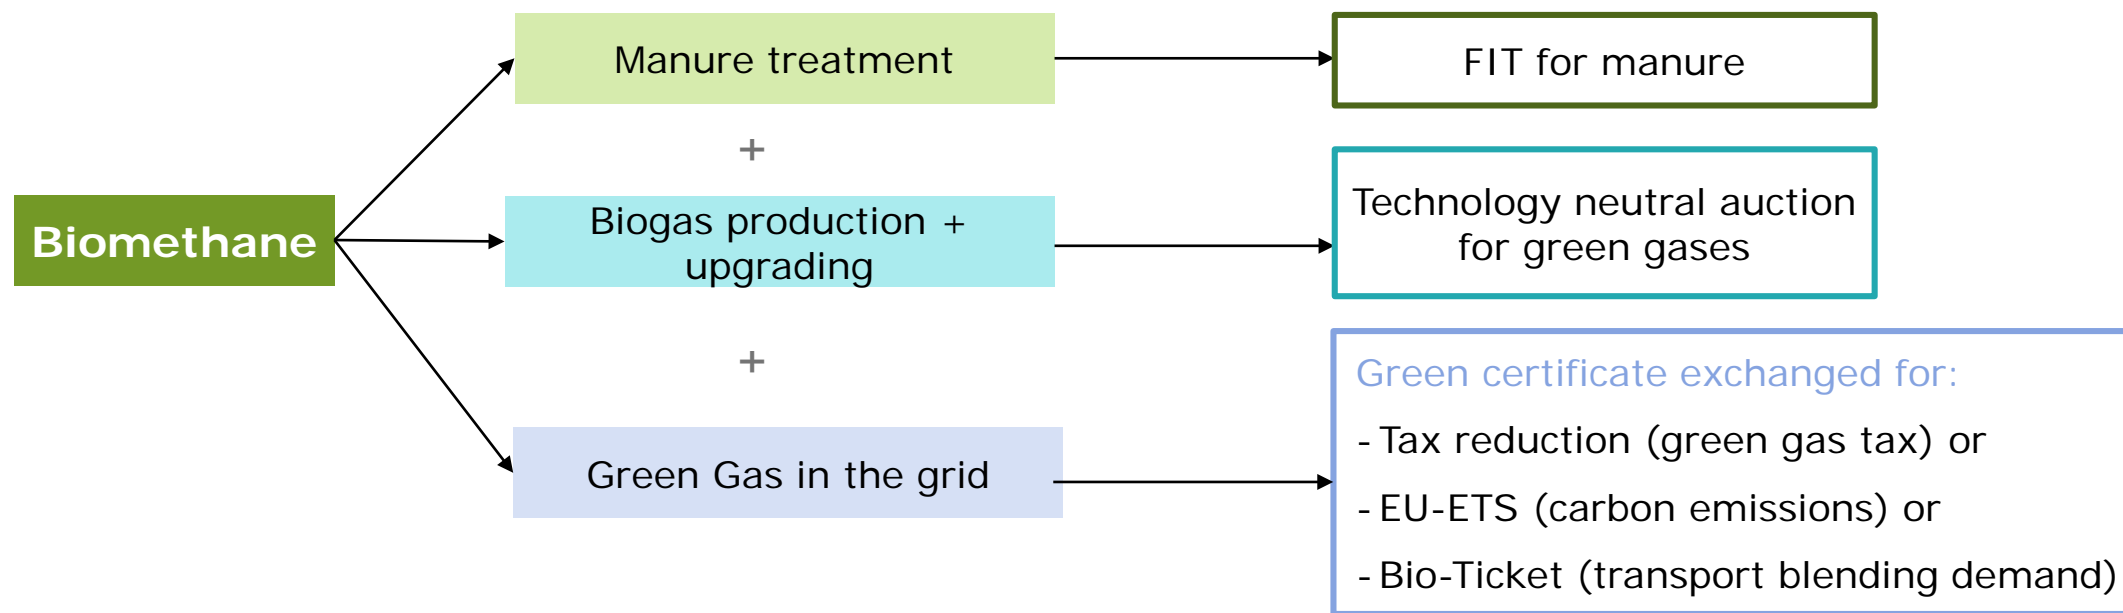 Manure treatment
FIT for manure
+
Biomethane
Biogas production +
upgrading
Technology neutral auction
for green gases
+
Green Gas in the grid
Green certificate exchanged for:
- Tax reduction (green gas tax) or
- EU-ETS (carbon emissions) or
- Bio-Ticket (transport blending demand)